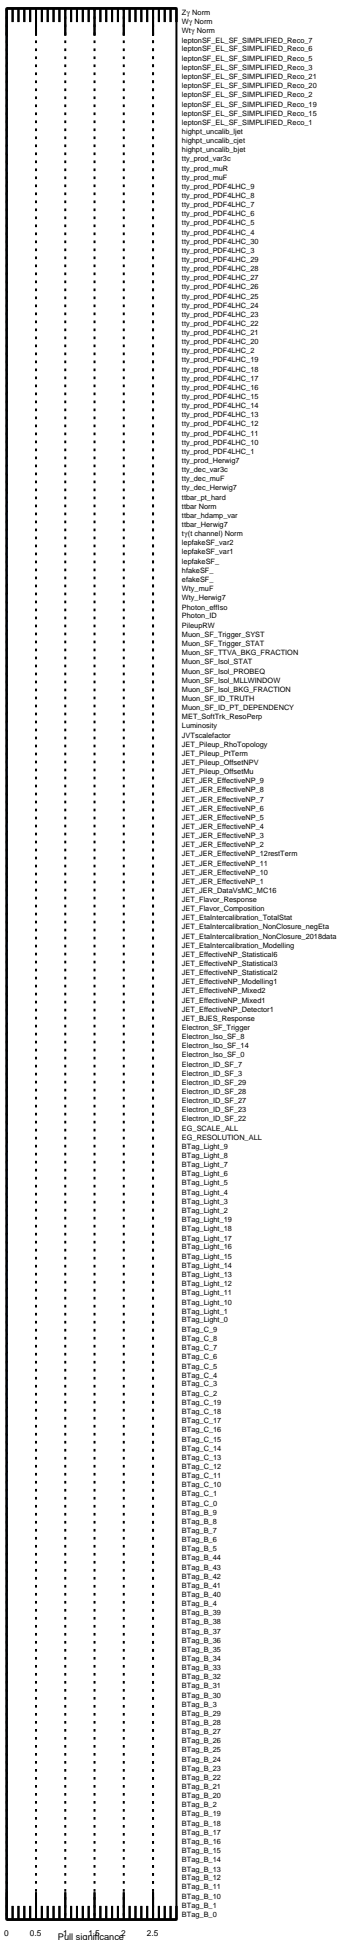 Zγ Norm
Wγ Norm
Wtγ Norm
leptonSF_EL_SF_SIMPLIFIED_Reco_7
leptonSF_EL_SF_SIMPLIFIED_Reco_6
leptonSF_EL_SF_SIMPLIFIED_Reco_5
leptonSF_EL_SF_SIMPLIFIED_Reco_3
leptonSF_EL_SF_SIMPLIFIED_Reco_21
leptonSF_EL_SF_SIMPLIFIED_Reco_20
leptonSF_EL_SF_SIMPLIFIED_Reco_2
leptonSF_EL_SF_SIMPLIFIED_Reco_19
leptonSF_EL_SF_SIMPLIFIED_Reco_15
leptonSF_EL_SF_SIMPLIFIED_Reco_1
highpt_uncalib_ljet
highpt_uncalib_cjet
highpt_uncalib_bjet
tty_prod_var3c
tty_prod_muR
tty_prod_muF
tty_prod_PDF4LHC_9
tty_prod_PDF4LHC_8
tty_prod_PDF4LHC_7
tty_prod_PDF4LHC_6
tty_prod_PDF4LHC_5
tty_prod_PDF4LHC_4
tty_prod_PDF4LHC_30
tty_prod_PDF4LHC_3
tty_prod_PDF4LHC_29
tty_prod_PDF4LHC_28
tty_prod_PDF4LHC_27
tty_prod_PDF4LHC_26
tty_prod_PDF4LHC_25
tty_prod_PDF4LHC_24
tty_prod_PDF4LHC_23
tty_prod_PDF4LHC_22
tty_prod_PDF4LHC_21
tty_prod_PDF4LHC_20
tty_prod_PDF4LHC_2
tty_prod_PDF4LHC_19
tty_prod_PDF4LHC_18
tty_prod_PDF4LHC_17
tty_prod_PDF4LHC_16
tty_prod_PDF4LHC_15
tty_prod_PDF4LHC_14
tty_prod_PDF4LHC_13
tty_prod_PDF4LHC_12
tty_prod_PDF4LHC_11
tty_prod_PDF4LHC_10
tty_prod_PDF4LHC_1
tty_prod_Herwig7
tty_dec_var3c
tty_dec_muF
tty_dec_Herwig7
ttbar_pt_hard
ttbar Norm
ttbar_hdamp_var
ttbar_Herwig7
tγ(t channel) Norm
lepfakeSF_var2
lepfakeSF_var1
lepfakeSF_
hfakeSF_
efakeSF_
Wty_muF
Wty_Herwig7
Photon_effIso
Photon_ID
PileupRW
Muon_SF_Trigger_SYST
Muon_SF_Trigger_STAT
Muon_SF_TTVA_BKG_FRACTION
Muon_SF_Isol_STAT
Muon_SF_Isol_PROBEQ
Muon_SF_Isol_MLLWINDOW
Muon_SF_Isol_BKG_FRACTION
Muon_SF_ID_TRUTH
Muon_SF_ID_PT_DEPENDENCY
MET_SoftTrk_ResoPerp
Luminosity
JVTscalefactor
JET_Pileup_RhoTopology
JET_Pileup_PtTerm
JET_Pileup_OffsetNPV
JET_Pileup_OffsetMu
JET_JER_EffectiveNP_9
JET_JER_EffectiveNP_8
JET_JER_EffectiveNP_7
JET_JER_EffectiveNP_6
JET_JER_EffectiveNP_5
JET_JER_EffectiveNP_4
JET_JER_EffectiveNP_3
JET_JER_EffectiveNP_2
JET_JER_EffectiveNP_12restTerm
JET_JER_EffectiveNP_11
JET_JER_EffectiveNP_10
JET_JER_EffectiveNP_1
JET_JER_DataVsMC_MC16
JET_Flavor_Response
JET_Flavor_Composition
JET_EtaIntercalibration_TotalStat
JET_EtaIntercalibration_NonClosure_negEta
JET_EtaIntercalibration_NonClosure_2018data
JET_EtaIntercalibration_Modelling
JET_EffectiveNP_Statistical6
JET_EffectiveNP_Statistical3
JET_EffectiveNP_Statistical2
JET_EffectiveNP_Modelling1
JET_EffectiveNP_Mixed2
JET_EffectiveNP_Mixed1
JET_EffectiveNP_Detector1
JET_BJES_Response
Electron_SF_Trigger
Electron_Iso_SF_8
Electron_Iso_SF_14
Electron_Iso_SF_0
Electron_ID_SF_7
Electron_ID_SF_3
Electron_ID_SF_29
Electron_ID_SF_28
Electron_ID_SF_27
Electron_ID_SF_23
Electron_ID_SF_22
EG_SCALE_ALL
EG_RESOLUTION_ALL
BTag_Light_9
BTag_Light_8
BTag_Light_7
BTag_Light_6
BTag_Light_5
BTag_Light_4
BTag_Light_3
BTag_Light_2
BTag_Light_19
BTag_Light_18
BTag_Light_17
BTag_Light_16
BTag_Light_15
BTag_Light_14
BTag_Light_13
BTag_Light_12
BTag_Light_11
BTag_Light_10
BTag_Light_1
BTag_Light_0
BTag_C_9
BTag_C_8
BTag_C_7
BTag_C_6
BTag_C_5
BTag_C_4
BTag_C_3
BTag_C_2
BTag_C_19
BTag_C_18
BTag_C_17
BTag_C_16
BTag_C_15
BTag_C_14
BTag_C_13
BTag_C_12
BTag_C_11
BTag_C_10
BTag_C_1
BTag_C_0
BTag_B_9
BTag_B_8
BTag_B_7
BTag_B_6
BTag_B_5
BTag_B_44
BTag_B_43
BTag_B_42
BTag_B_41
BTag_B_40
BTag_B_4
BTag_B_39
BTag_B_38
BTag_B_37
BTag_B_36
BTag_B_35
BTag_B_34
BTag_B_33
BTag_B_32
BTag_B_31
BTag_B_30
BTag_B_3
BTag_B_29
BTag_B_28
BTag_B_27
BTag_B_26
BTag_B_25
BTag_B_24
BTag_B_23
BTag_B_22
BTag_B_21
BTag_B_20
BTag_B_2
BTag_B_19
BTag_B_18
BTag_B_17
BTag_B_16
BTag_B_15
BTag_B_14
BTag_B_13
BTag_B_12
BTag_B_11
BTag_B_10
BTag_B_1
BTag_B_0
0 0.5 1 1.5 2 2.5
Pull significance